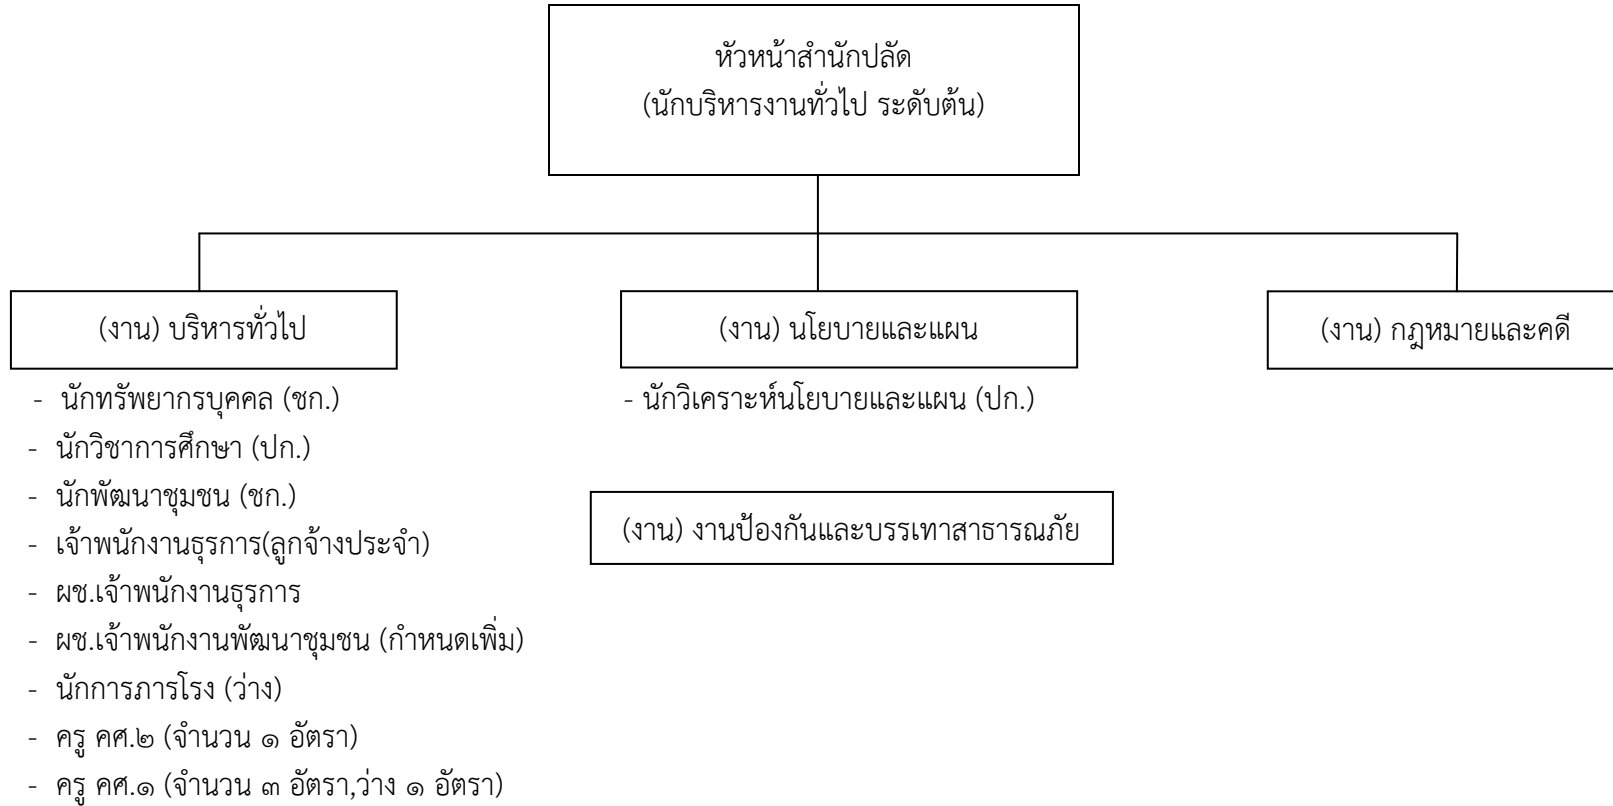 หัวหน้าสำนักปลัด
(นักบริหารงานทั่วไป ระดับต้น)
(งาน) บริหารทั่วไป
- นักทรัพยากรบุคคล (ชก.)
- นักวิชาการศึกษา (ปก.)
- นักพัฒนาชุมชน (ชก.)
- เจ้าพนักงานธุรการ(ลูกจ้างประจำ)
- ผช.เจ้าพนักงานธุรการ
- ผช.เจ้าพนักงานพัฒนาชุมชน (กำหนดเพิ่ม)
- นักการภารโรง (ว่าง)
- ครู คศ.๒ (จำนวน ๑ อัตรา)
- ครู คศ.๑ (จำนวน ๓ อัตรา,ว่าง ๑ อัตรา)
(งาน) นโยบายและแผน
- นักวิเคราะห์นโยบายและแผน (ปก.)
(งาน) งานป้องกันและบรรเทาสาธารณภัย
(งาน) กฎหมายและคดี